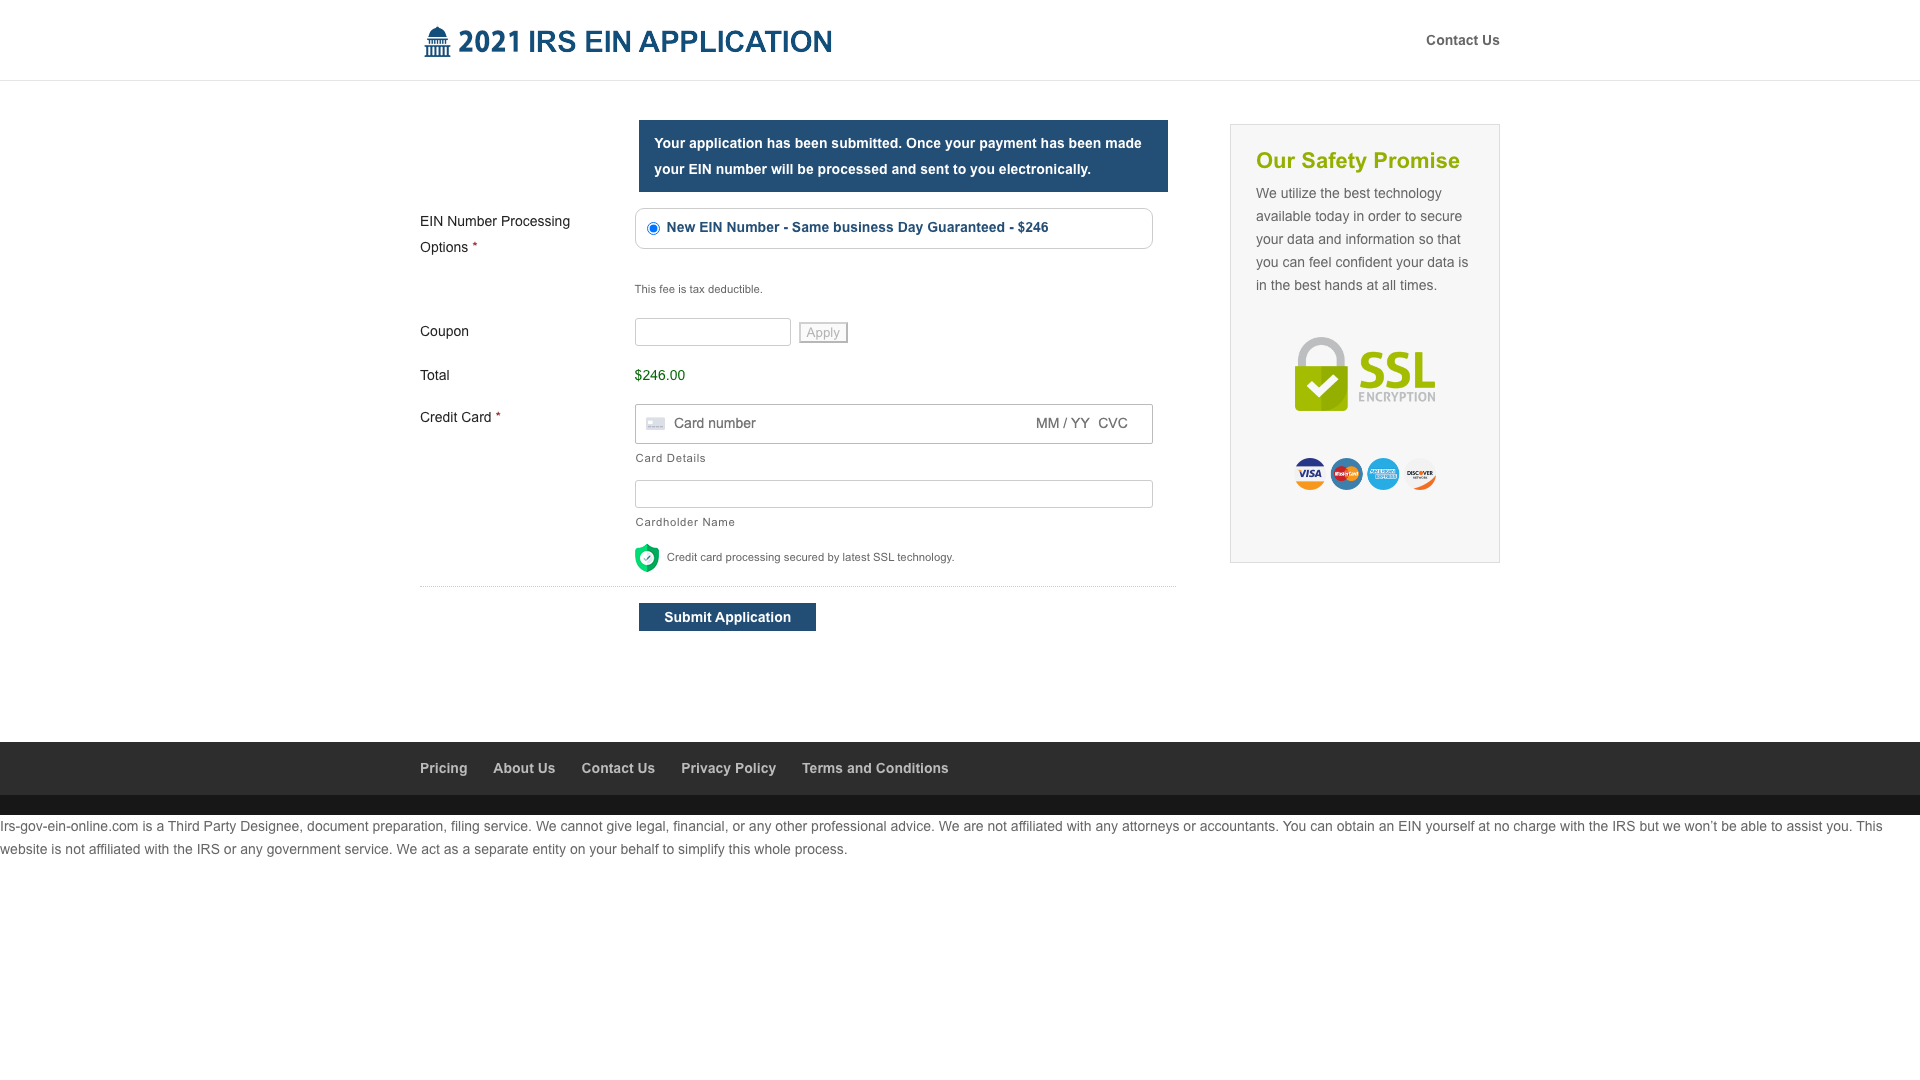 2021 IRS EIN APPLICATION
Contact Us
Your application has been submitted. Once your payment has been made
your EIN number will be processed and sent to you electronically.
EIN Number Processing
Options *
New EIN Number - Same business Day Guaranteed - $246
This fee is tax deductible.
Coupon
Apply
Total
$246.00
Credit Card *
Card number
MM / YY CVC
Card Details
Cardholder Name
Credit card processing secured by latest SSL technology.
Submit Application
Our Safety Promise
We utilize the best technology
available today in order to secure
your data and information so that
you can feel confident your data is
in the best hands at all times.
SSL
ENCRYPTION
VISA
MasterCard
AMERICAN
EXPRESS
DISCOVER
NETWORK
Pricing
About Us
Contact Us
Privacy Policy
Terms and Conditions
Irs-gov-ein-online.com is a Third Party Designee, document preparation, filing service. We cannot give legal, financial, or any other professional advice. We are not affiliated with any attorneys or accountants. You can obtain an EIN yourself at no charge with the IRS but we won’t be able to assist you. This
website is not affiliated with the IRS or any government service. We act as a separate entity on your behalf to simplify this whole process.